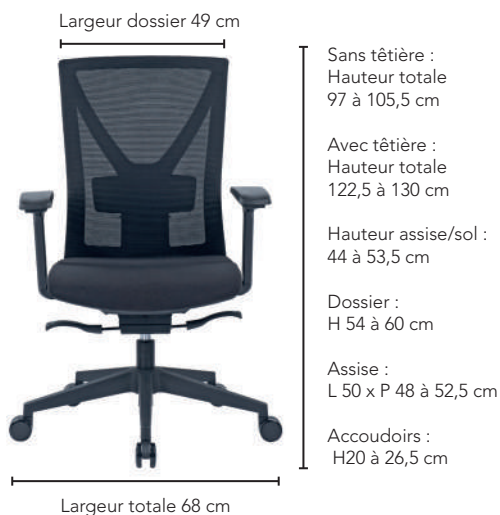 Largeur dossier 49 cm
Sans têtière :
Hauteur totale
97 à 105,5 cm
Avec têtière :
Hauteur totale
122,5 à 130 cm
Hauteur assise/sol :
44 à 53,5 cm
Dossier :
H 54 à 60 cm
Assise :
L 50 x P 48 à 52,5 cm
Accoudoirs :
H20 à 26,5 cm
Largeur totale 68 cm